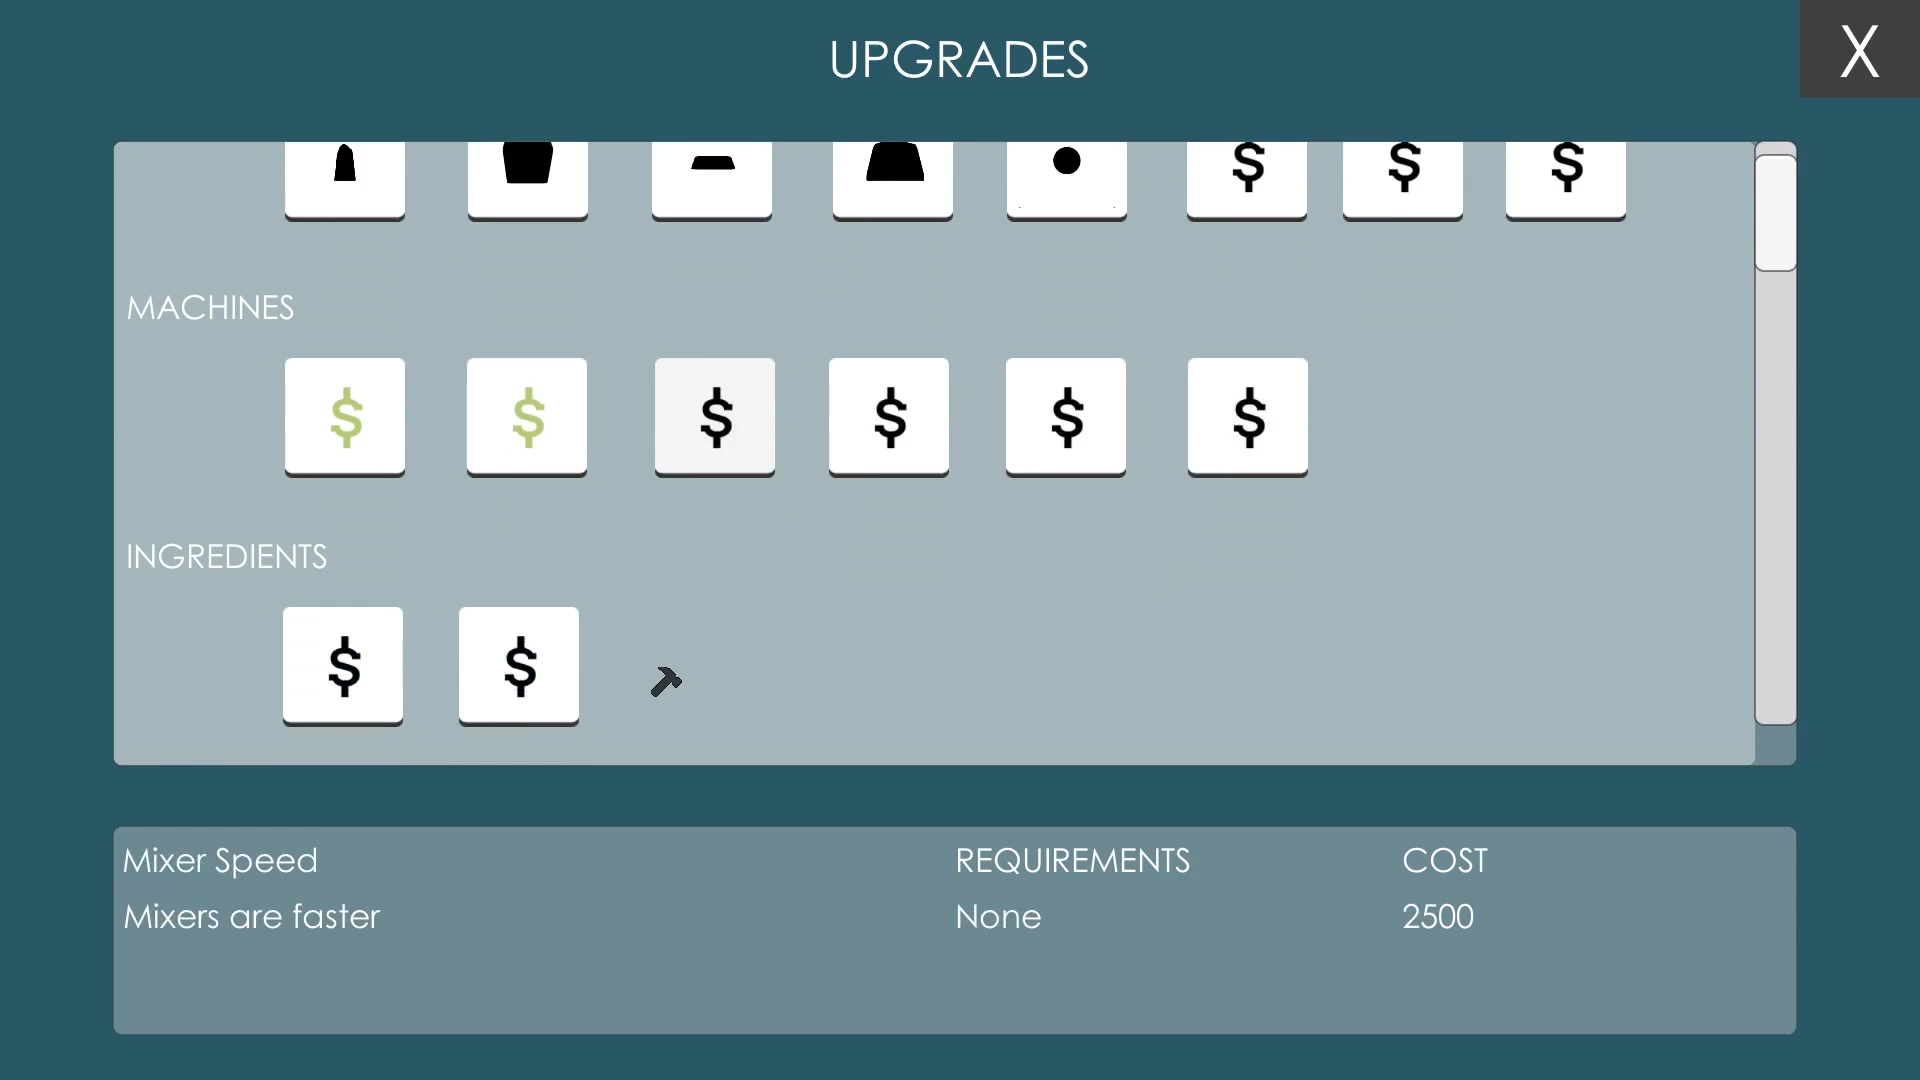 UPGRADES
X
$ $ $
MACHINES
$ $ $ $ $ $
INGREDIENTS
$ $
Mixer Speed
REQUIREMENTS
COST
Mixers are faster
None
2500